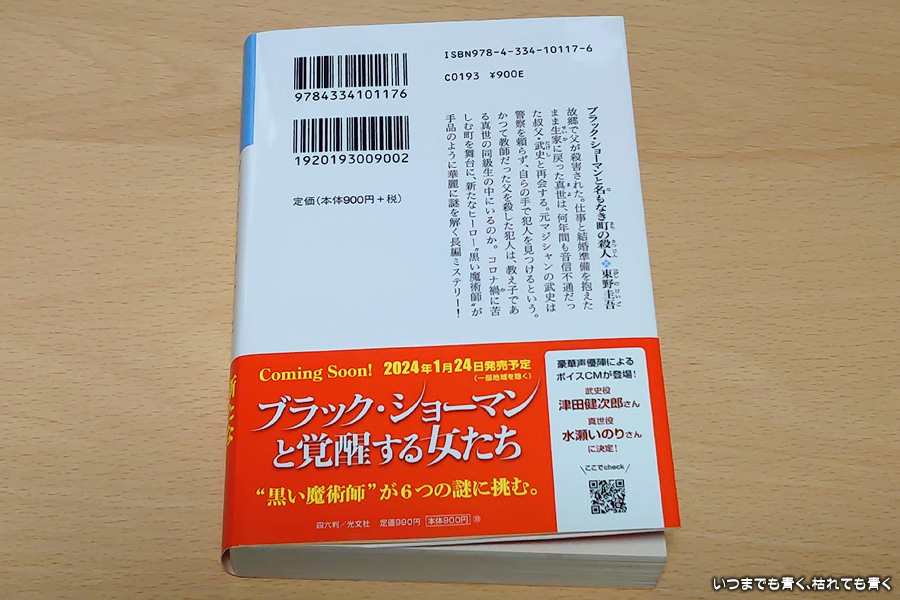 ISBN978-4-334-10117-6
C0193 ¥900E
9784334101176
1920193009002
定価(本体900円+税)
ブラック・ショーマンと名もなき町の殺人 東野圭吾
故郷で父が殺害された。仕事と結婚準備を抱えた
まま生家に戻った真世は、何年間も音信不通だっ
た叔父・武史と再会する。元マジシャンの武史は
警察を頼らず、自らの手で犯人を見つけるという。
かつて教師だった父を殺した犯人は、教え子であ
る真世の同級生の中にいるのか。コロナ禍に苦
しむ町を舞台に、新たなヒーロー“黒い魔術師”が
手品のように華麗に謎を解く長編ミステリー！
Coming Soon! 2024年1月24日発売予定
(一部地域を除く)
ブラック・ショーマン
と覚醒する女たち
“黒い魔術師”が6つの謎に挑む。
四六判/光文社 定価990円 本体900円 ⑩
豪華声優陣による
ボイスCMが登場!
武史役
津田健次郎さん
真世役
水瀬いのりさん
に決定!
ここでcheck
いつまでも青く、枯れても青く